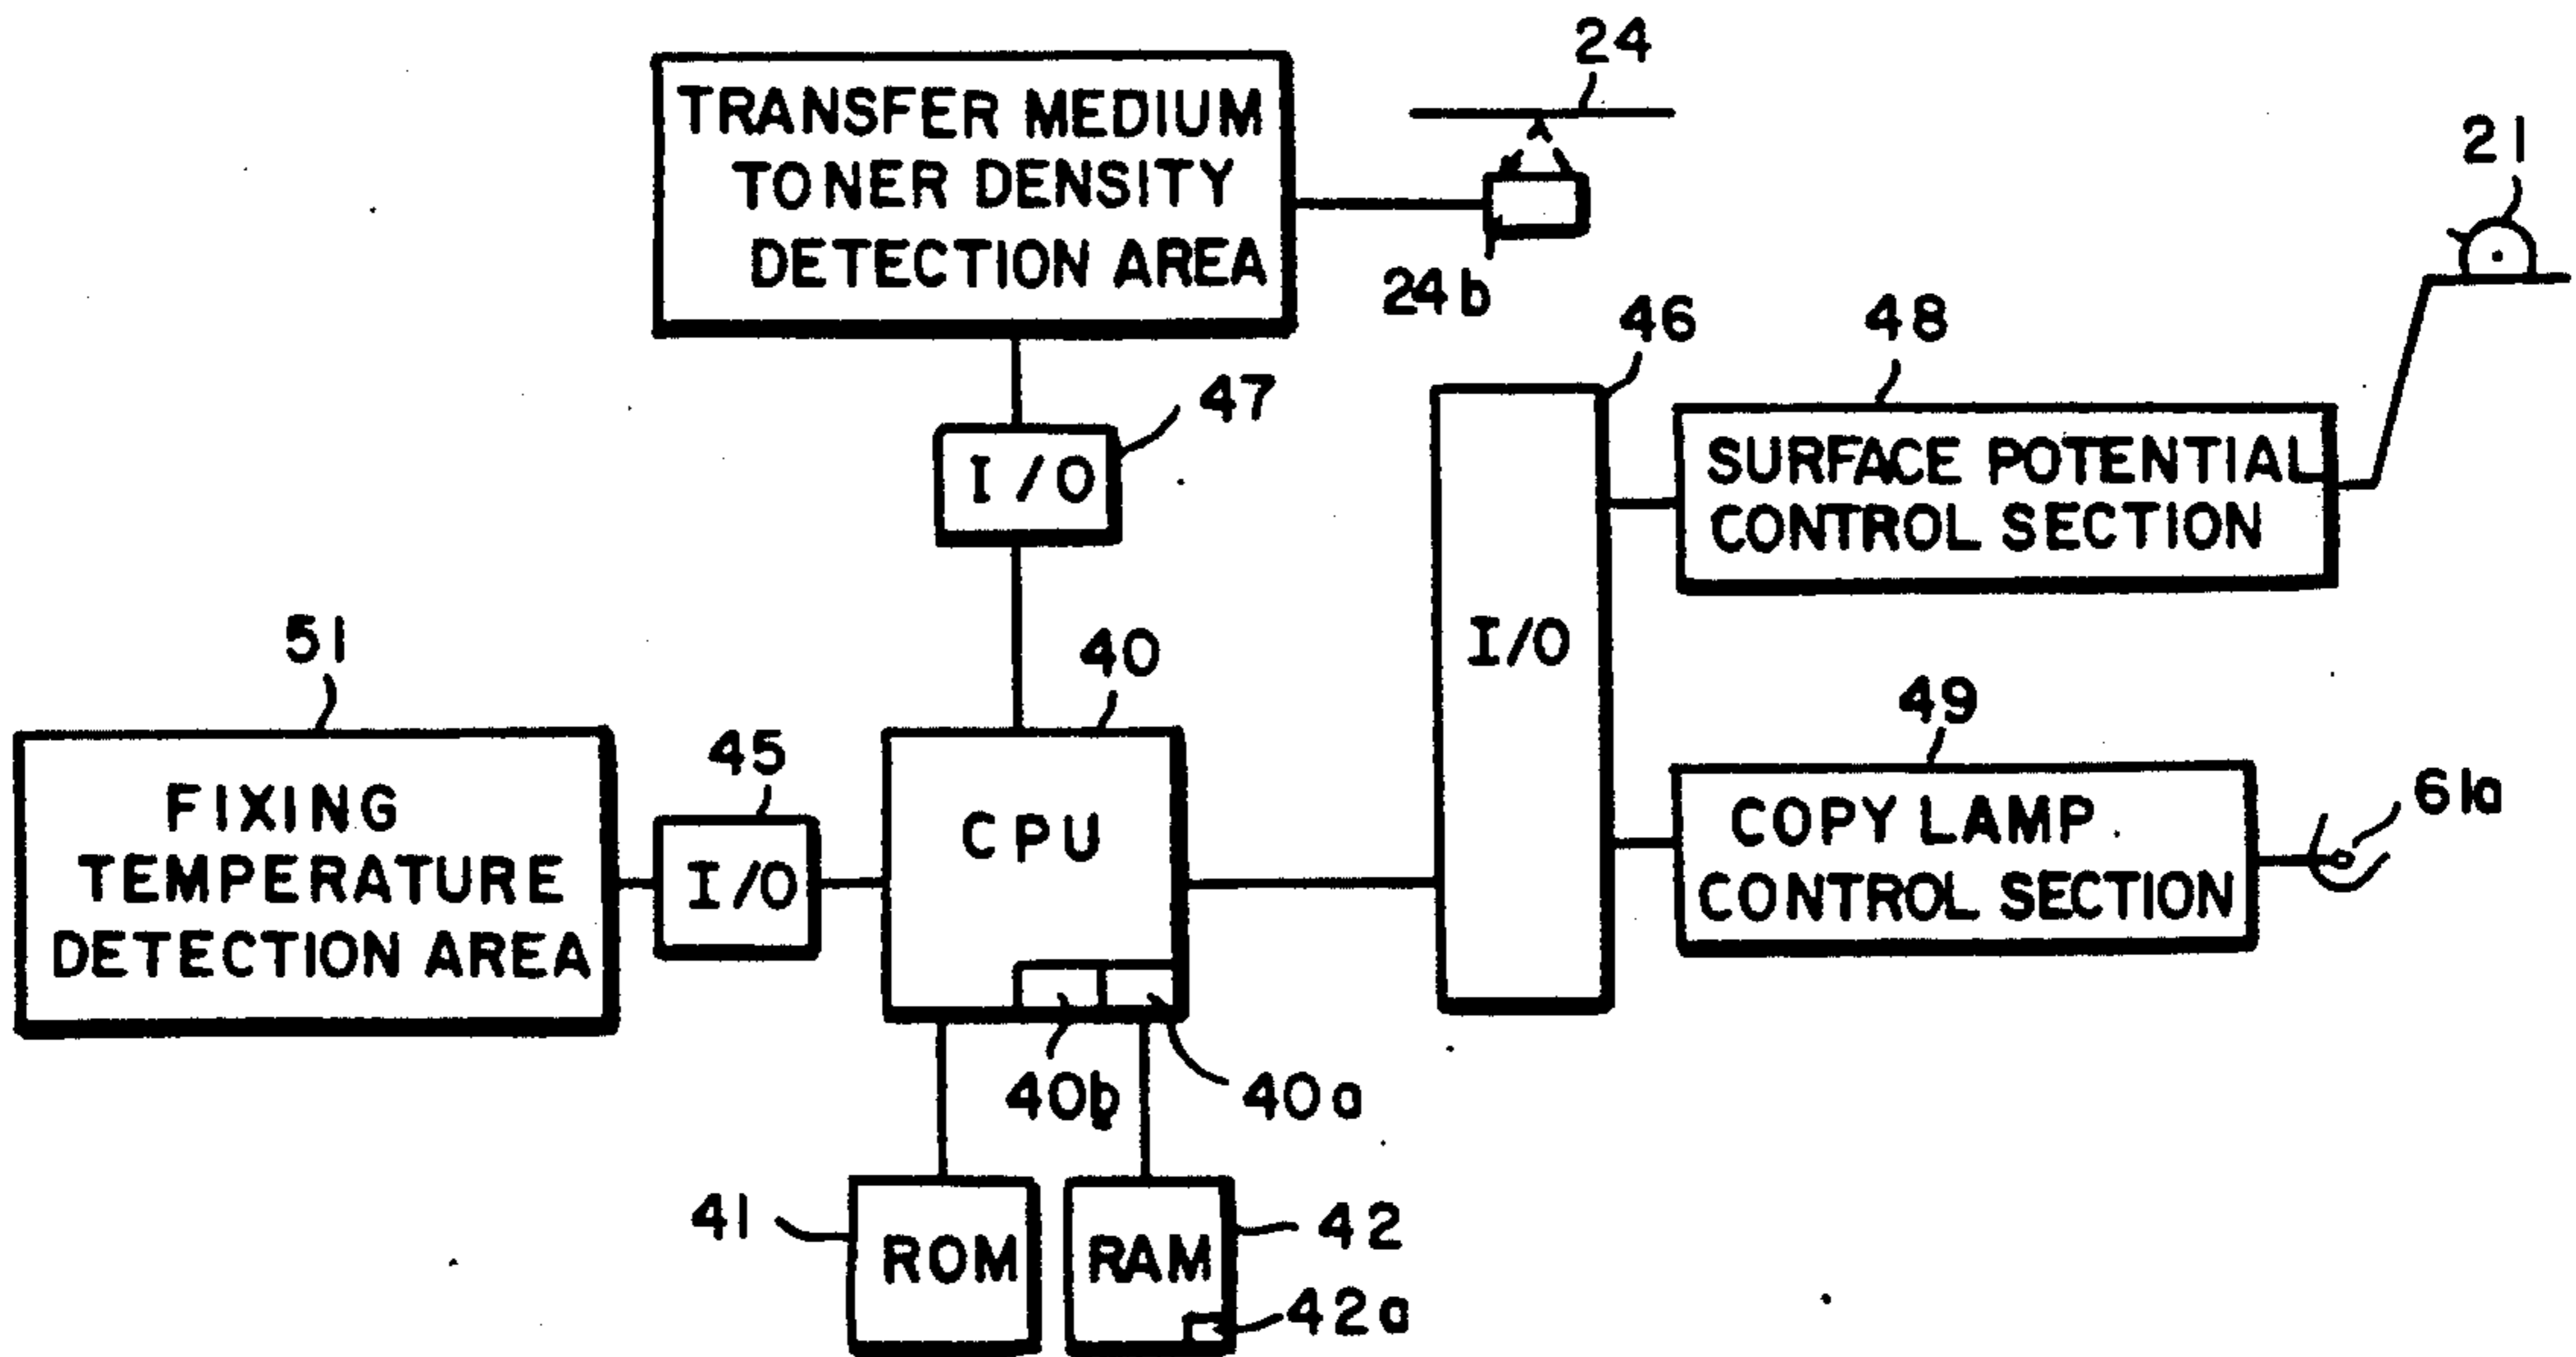 24
TRANSFER MEDIUM
TONER DENSITY
DETECTION AREA
21
24b
46
48
47
I/O
SURFACE POTENTIAL
CONTROL SECTION
I/O
51
40
49
45
FIXING
TEMPERATURE
DETECTION AREA
I/O
CPU
COPY LAMP
CONTROL SECTION
61a
40b
40a
41
ROM
RAM
42
42a